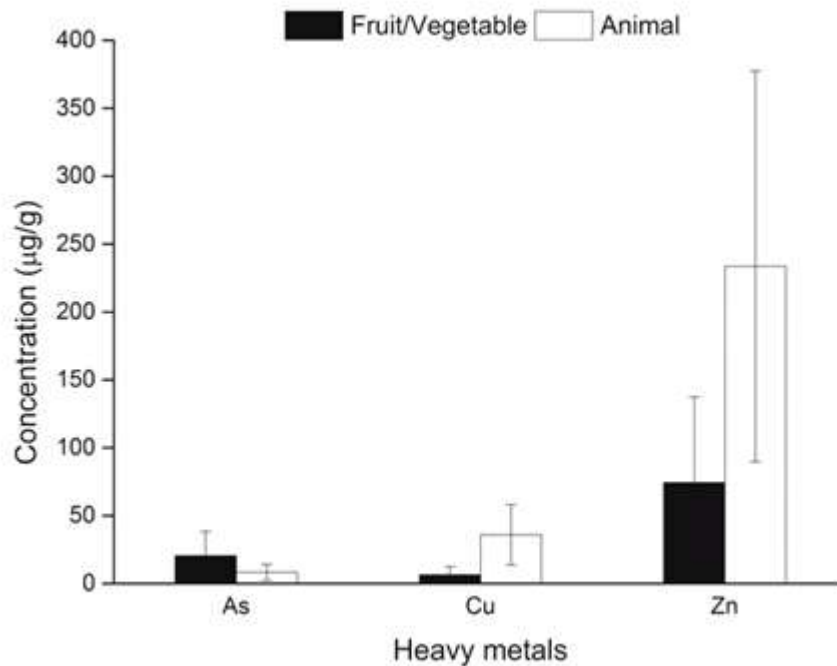 Fruit/Vegetable Animal
400
350
300
250
200
150
100
50
0
Concentration (µg/g)
As Cu Zn
Heavy metals